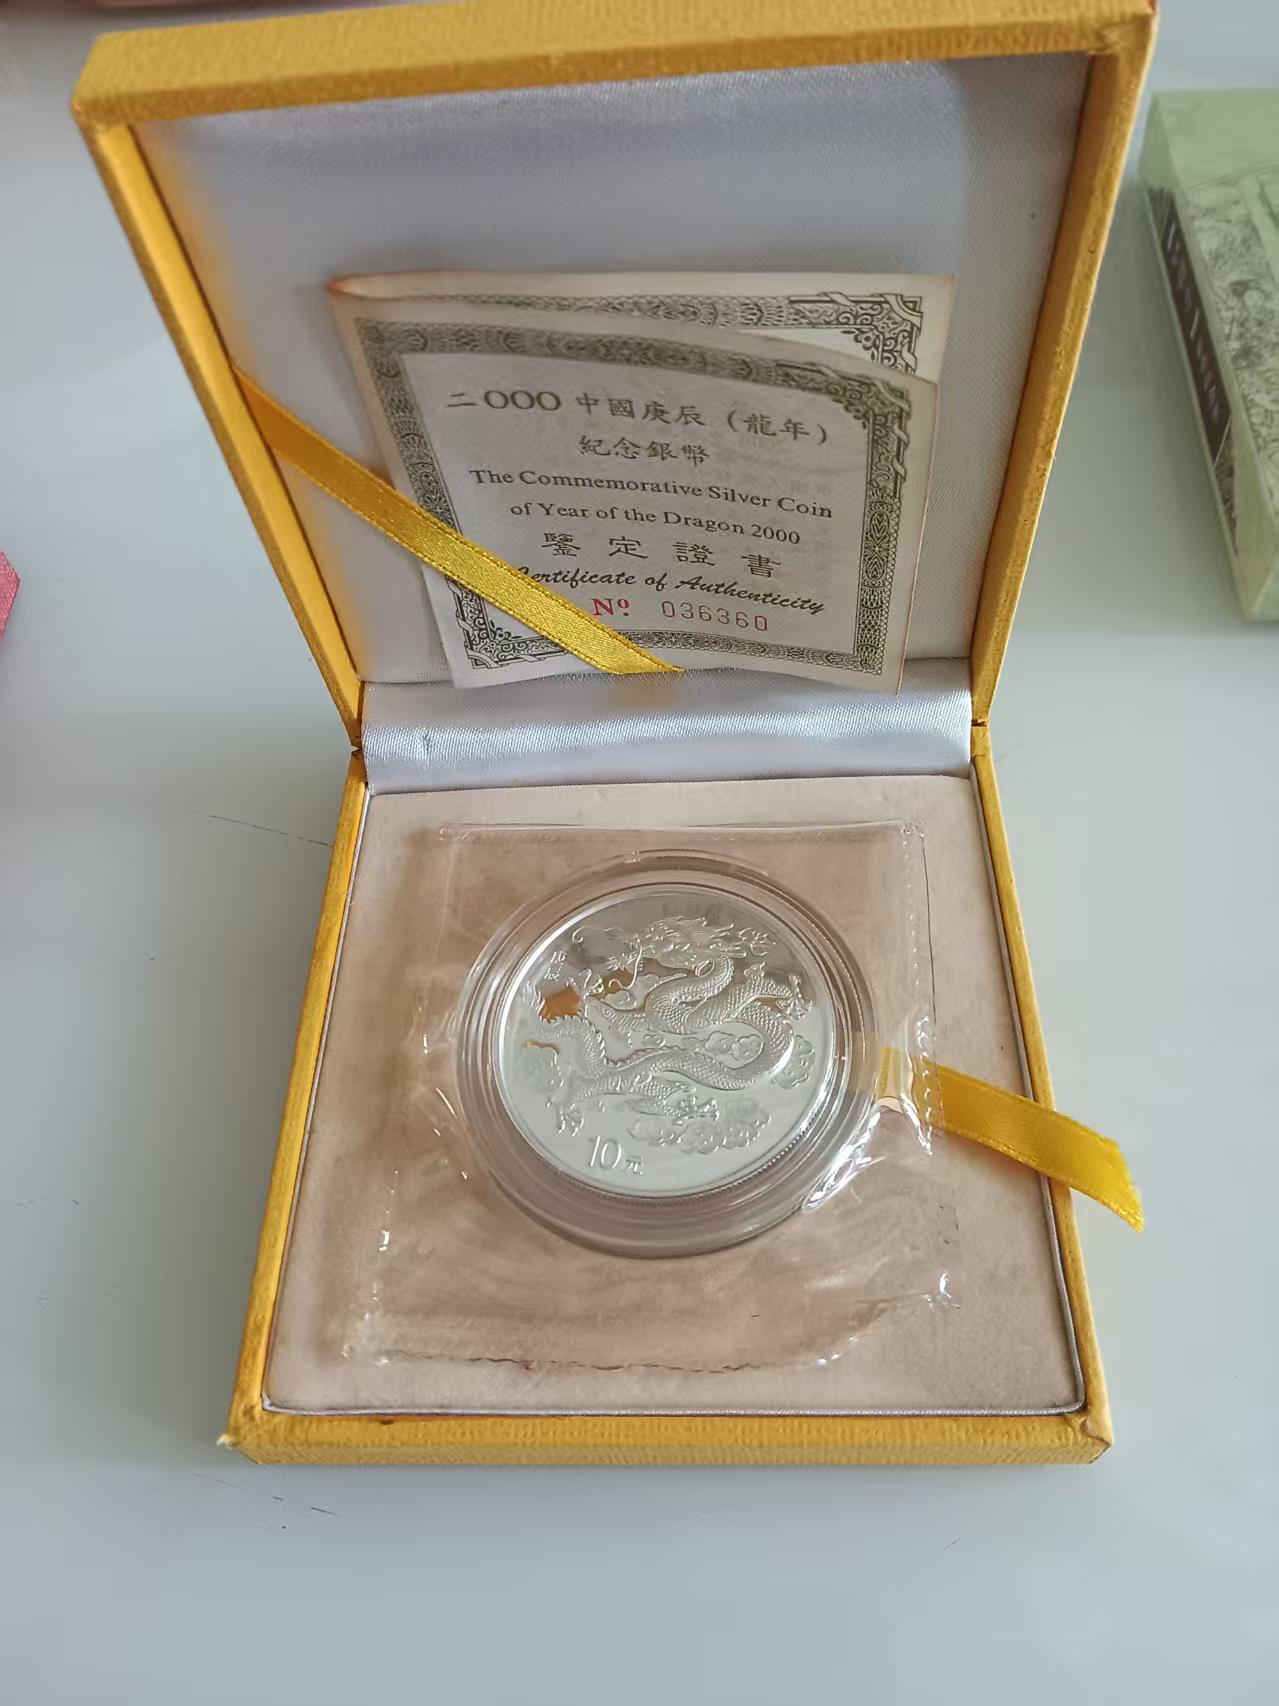 二OOO中國庚辰（龍年）
紀念銀幣
The Commemorative Silver Coin
of Year of the Dragon 2000
鑒定證書
Certificate of Authenticity
Nº 036360
10元